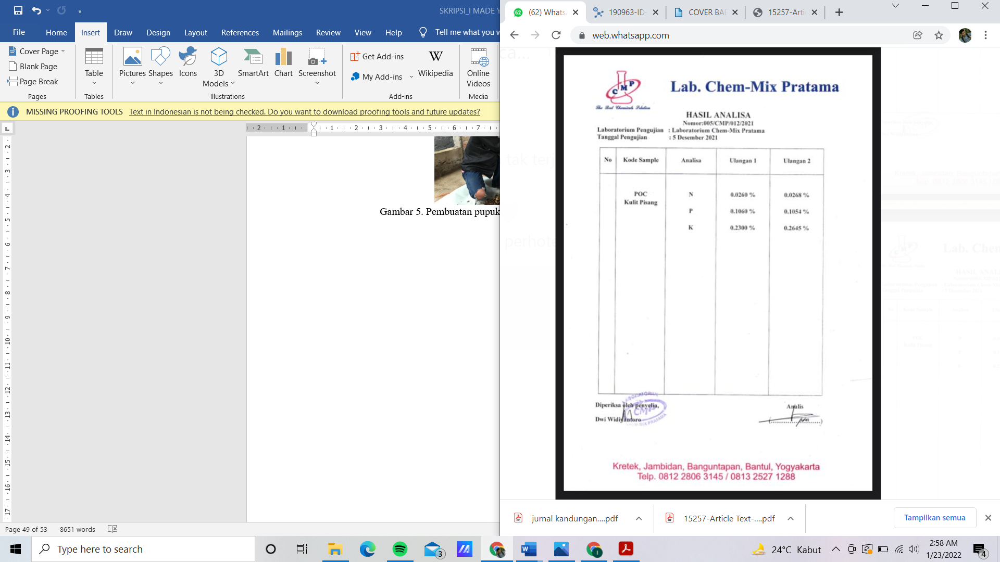 SKRIPSI_I MADE Y
File Home Insert Draw Design Layout References Mailings Review View Help Tell me what you w
Cover Page
Blank Page
Page Break
Pages
Table
Tables
Pictures Shapes Icons 3D Models SmartArt Chart Screenshot
Illustrations
Get Add-ins
My Add-ins
Wikipedia
Add-ins
Online Videos
Media
MISSING PROOFING TOOLS Text in Indonesian is not being checked. Do you want to download proofing tools and future updates?
Gambar 5. Pembuatan pupuk
Page 49 of 53 8651 words
(62) Whats 190963-ID- COVER BAB 15257-Arti
web.whatsapp.com
CMP
The Best Chemicals Solution
Lab. Chem-Mix Pratama
HASIL ANALISA
Nomor:005/CMP/012/2021
Laboratorium Pengujian : Laboratorium Chem-Mix Pratama
Tanggal Pengujian : 5 Desember 2021
No Kode Sample Analisa Ulangan 1 Ulangan 2
POC Kulit Pisang N 0.0260 % 0.0268 %
P 0.1060 % 0.1054 %
K 0.2300 % 0.2645 %
Diperiksa oleh penyelia,
Dwi Widiyantoro
Analis
Kretek, Jambidan, Banguntapan, Bantul, Yogyakarta
Telp. 0812 2806 3145 / 0813 2527 1288
jurnal kandungan....pdf
15257-Article Text-....pdf
Tampilkan semua
Type here to search
24°C Kabut
2:58 AM
1/23/2022